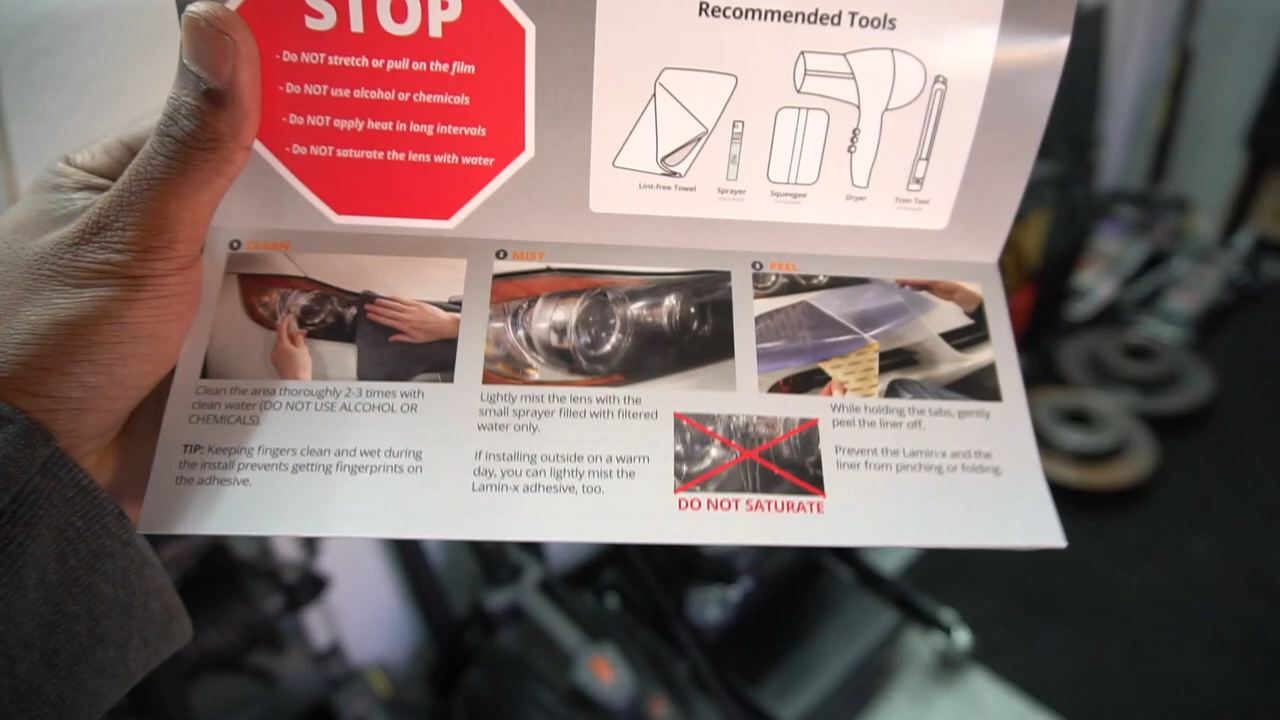 STOP
- Do NOT stretch or pull on the film
- Do NOT use alcohol or chemicals
- Do NOT apply heat in long intervals
- Do NOT saturate the lens with water
Recommended Tools
Lint-free Towel
Sprayer
Squeegee
Dryer
Trim Tool
1 CLEAN
Clean the area thoroughly 2-3 times with
clean water (DO NOT USE ALCOHOL OR
CHEMICALS).
TIP: Keeping fingers clean and wet during
the install prevents getting fingerprints on
the adhesive.
2 MIST
Lightly mist the lens with the
small sprayer filled with filtered
water only.
If installing outside on a warm
day, you can lightly mist the
Lamin-x adhesive, too.
DO NOT SATURATE
3 PEEL
While holding the tabs, gently
peel the liner off.
Prevent the Lamin-x and the
liner from pinching or folding.